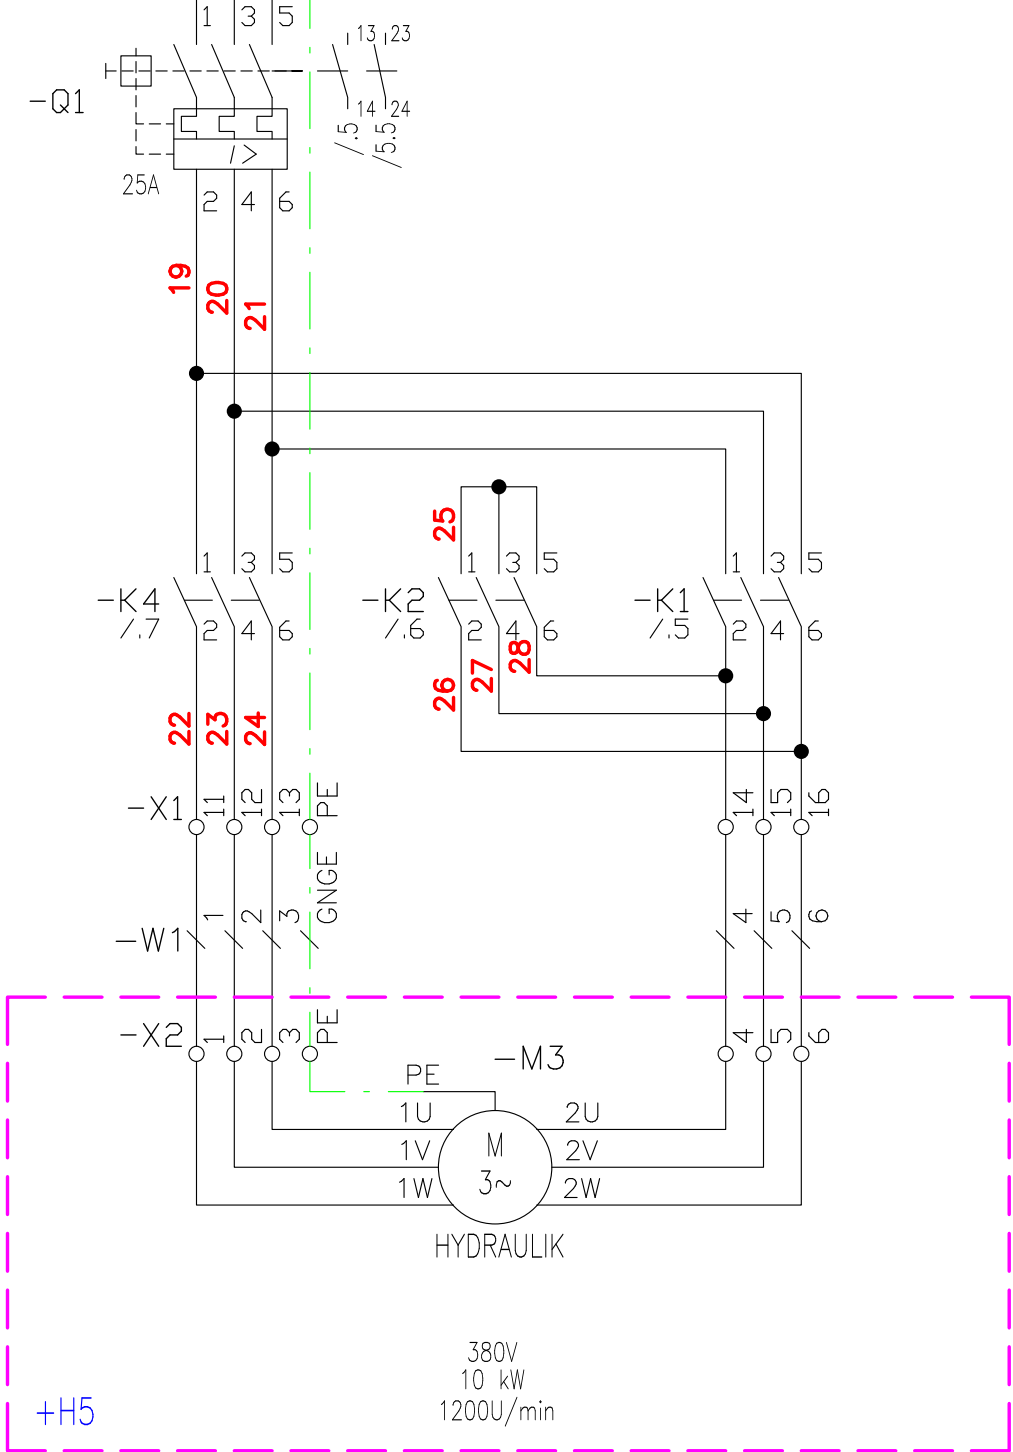 1 3 5
13 23
-Q1
14 24
/.5 /5.5
I>
25A
2 4 6
19 20 21
25
1 3 5 1 3 5 1 3 5
-K4 -K2 -K1
/.7 /.6 /.5
2 4 6 2 4 6 2 4 6
26 27 28
22 23 24
-X1 11 12 13 PE 14 15 16
GNGE
-W1 1 2 3 4 5 6
-X2 1 2 3 PE 4 5 6
-M3
PE
1U 2U
M
1V 2V
3~
1W 2W
HYDRAULIK
380V
10 kW
1200U/min
+H5